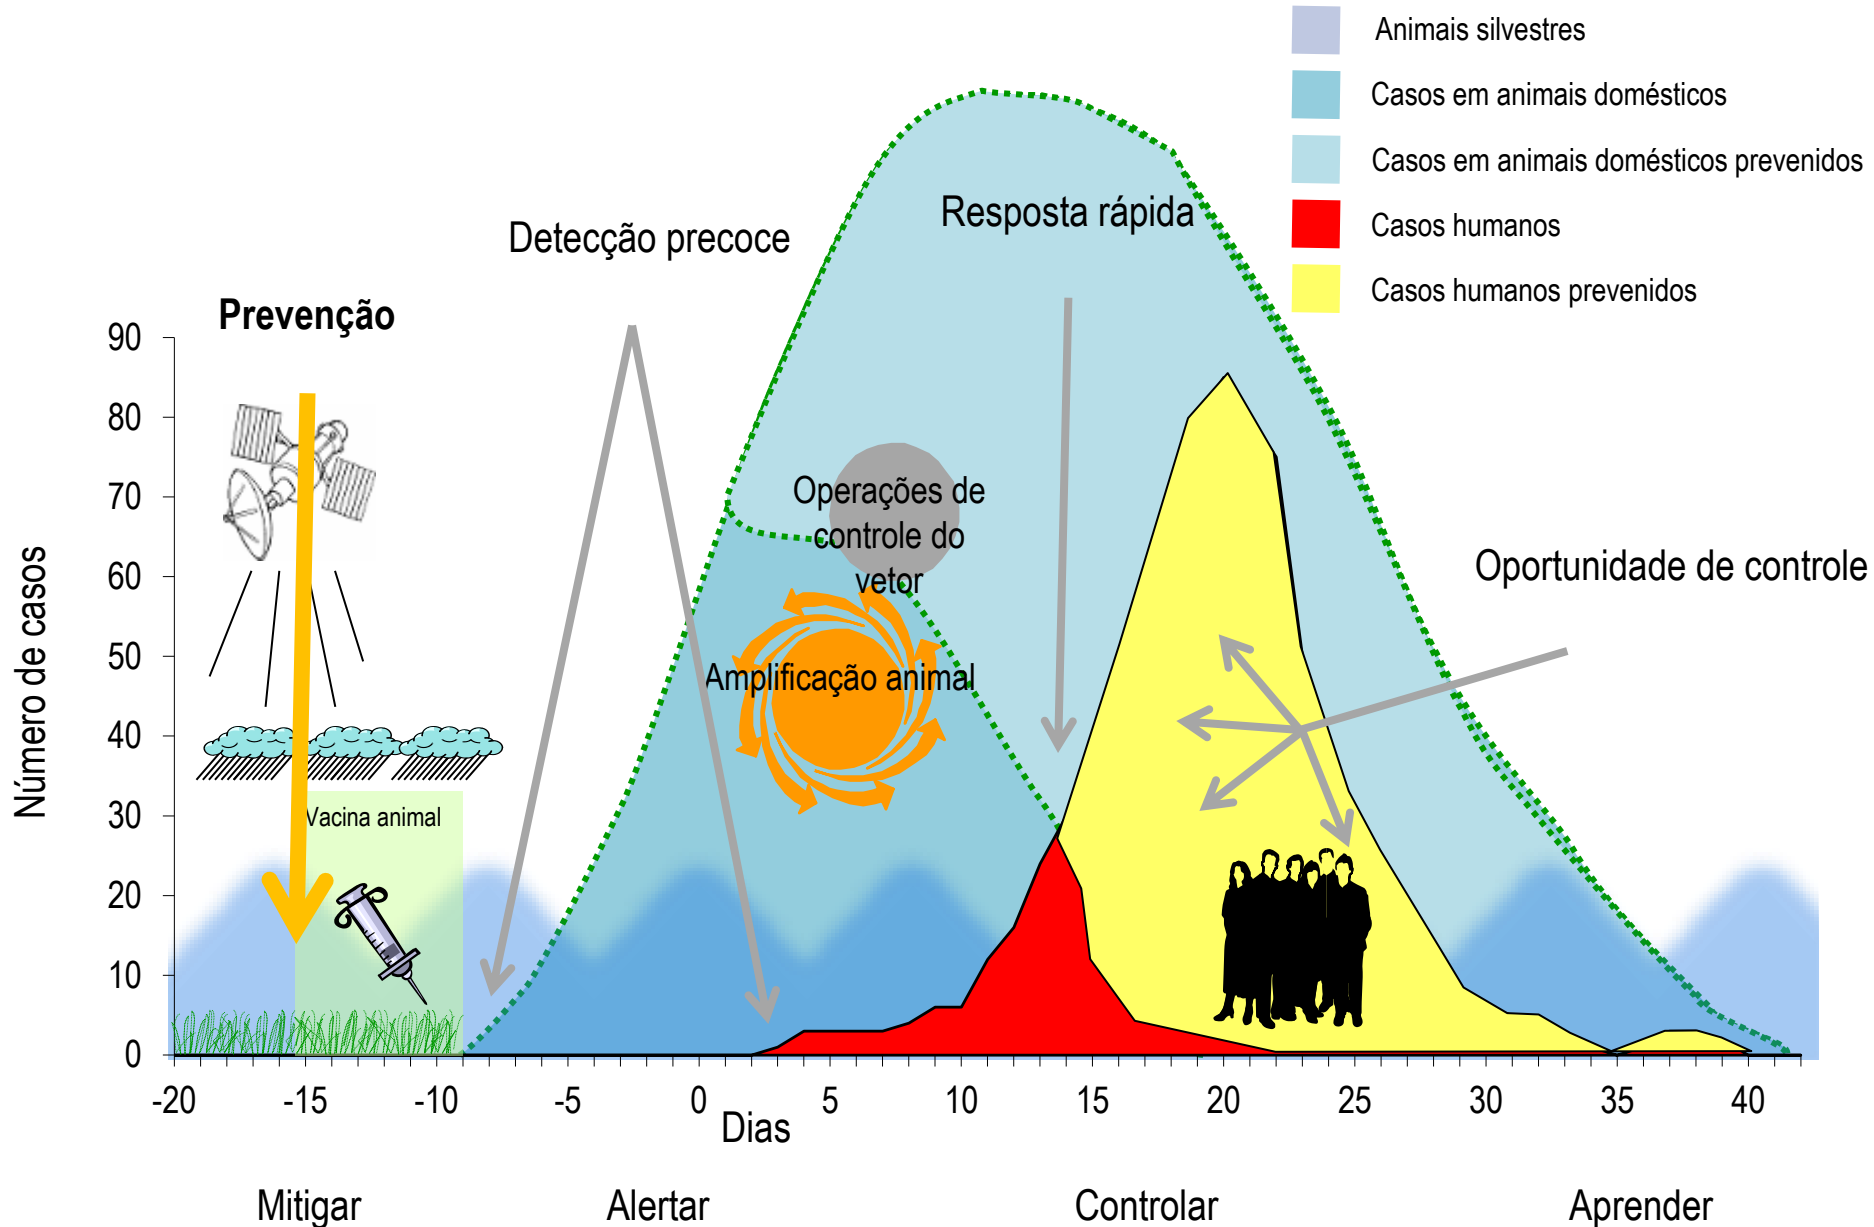 Animais silvestres
Casos em animais domésticos
Casos em animais domésticos prevenidos
Casos humanos
Casos humanos prevenidos
Resposta rápida
Detecção precoce
Prevenção
Operações de
controle do
vetor
Oportunidade de controle
Amplificação animal
Vacina animal
Número de casos
90
80
70
60
50
40
30
20
10
0
-20 -15 -10 -5 0 5 10 15 20 25 30 35 40
Dias
Mitigar Alertar Controlar Aprender